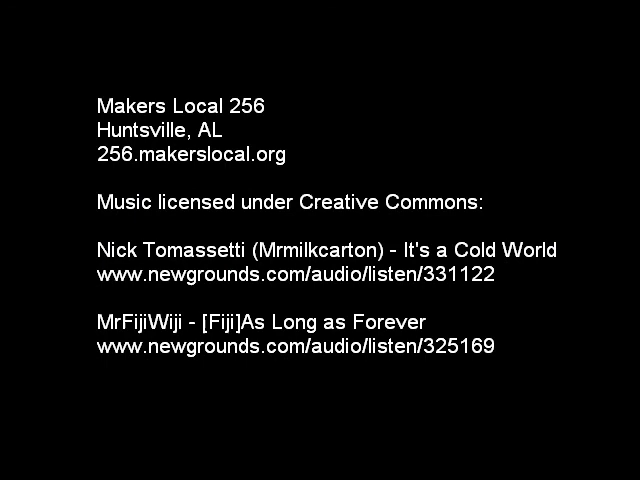 Makers Local 256
Huntsville, AL
256.makerslocal.org
Music licensed under Creative Commons:
Nick Tomassetti (Mrmilkcarton) - It's a Cold World
www.newgrounds.com/audio/listen/331122
MrFijiWiji - [Fiji]As Long as Forever
www.newgrounds.com/audio/listen/325169